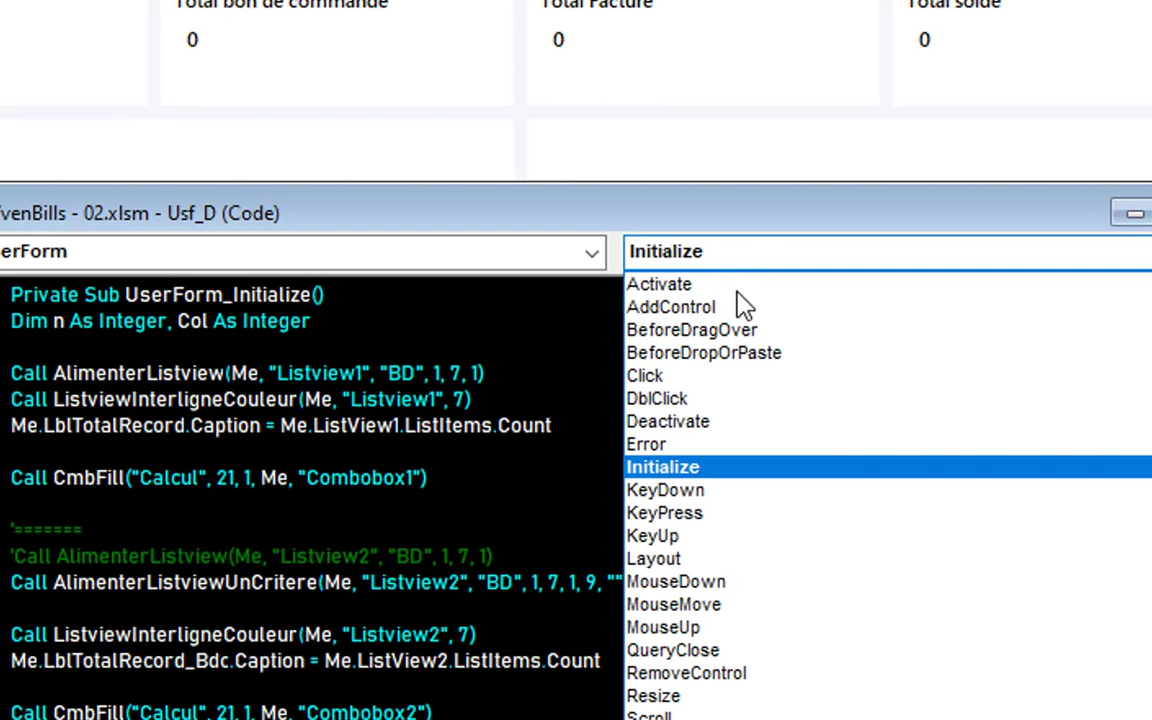 Total bon de commande
Total Facture
Total solde
0
0
0
venBills - 02.xlsm - Usf_D (Code)
erForm
Initialize
Private Sub UserForm_Initialize()
Dim n As Integer, Col As Integer
Call AlimenterListview(Me, "Listview1", "BD", 1, 7, 1)
Call ListviewInterligneCouleur(Me, "Listview1", 7)
Me.LblTotalRecord.Caption = Me.ListView1.ListItems.Count
Call CmbFill("Calcul", 21, 1, Me, "Combobox1")
'=======
'Call AlimenterListview(Me, "Listview2", "BD", 1, 7, 1)
Call AlimenterListviewUnCritere(Me, "Listview2", "BD", 1, 7, 1, 9, ""
Call ListviewInterligneCouleur(Me, "Listview2", 7)
Me.LblTotalRecord_Bdc.Caption = Me.ListView2.ListItems.Count
Call CmbFill("Calcul", 21, 1, Me, "Combobox2")
Activate
AddControl
BeforeDragOver
BeforeDropOrPaste
Click
DblClick
Deactivate
Error
Initialize
KeyDown
KeyPress
KeyUp
Layout
MouseDown
MouseMove
MouseUp
QueryClose
RemoveControl
Resize
Scroll